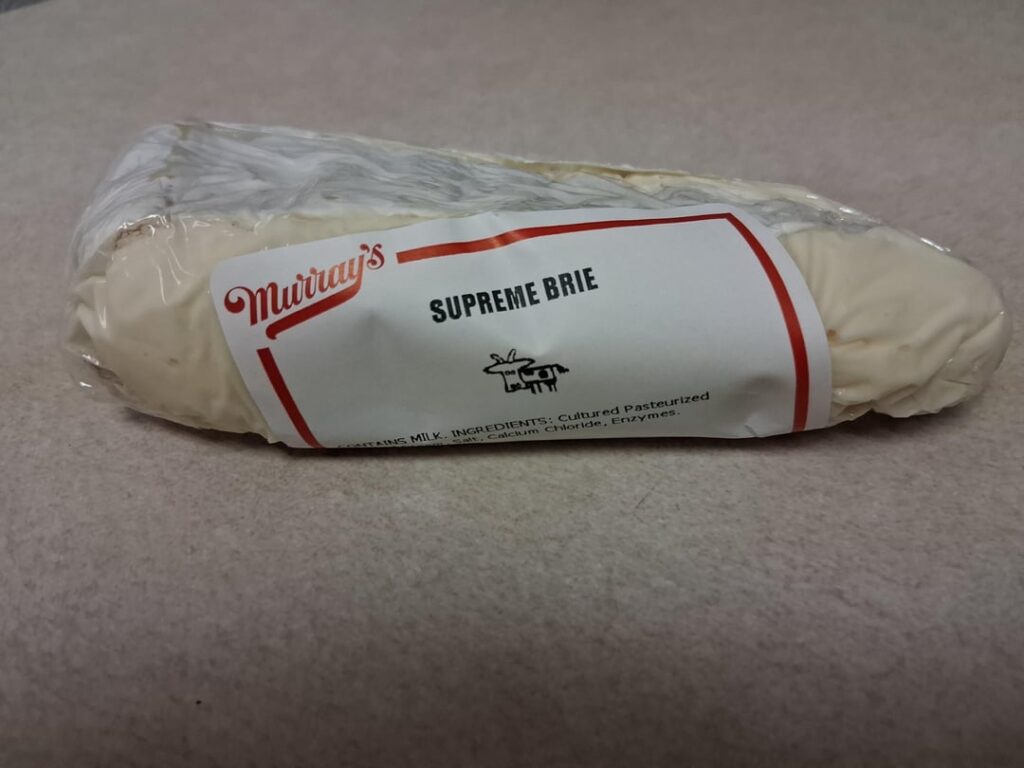 Murray's
SUPREME BRIE
CONTAINS MILK. INGREDIENTS: Cultured Pasteurized
Salt, Calcium Chloride, Enzymes.